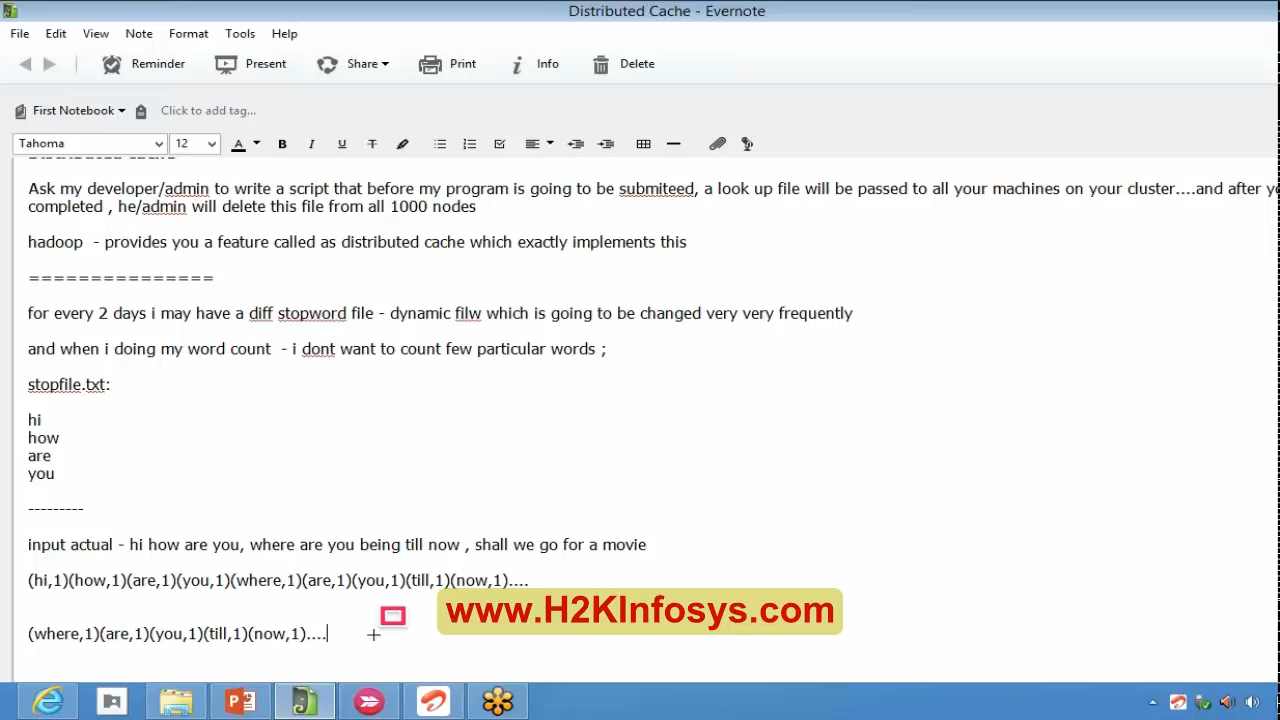 Distributed Cache - Evernote
File Edit View Note Format Tools Help
Reminder Present Share Print Info Delete
First Notebook Click to add tag...
Tahoma 12 A B I U T
Distributed Cache
Ask my developer/admin to write a script that before my program is going to be submiteed, a look up file will be passed to all your machines on your cluster....and after
completed , he/admin will delete this file from all 1000 nodes
hadoop - provides you a feature called as distributed cache which exactly implements this
===============
for every 2 days i may have a diff stopword file - dynamic filw which is going to be changed very very frequently
and when i doing my word count - i dont want to count few particular words ;
stopfile.txt:
hi
how
are
you
---------
input actual - hi how are you, where are you being till now , shall we go for a movie
(hi,1)(how,1)(are,1)(you,1)(where,1)(are,1)(you,1)(till,1)(now,1)....
www.H2KInfosys.com
(where,1)(are,1)(you,1)(till,1)(now,1)....